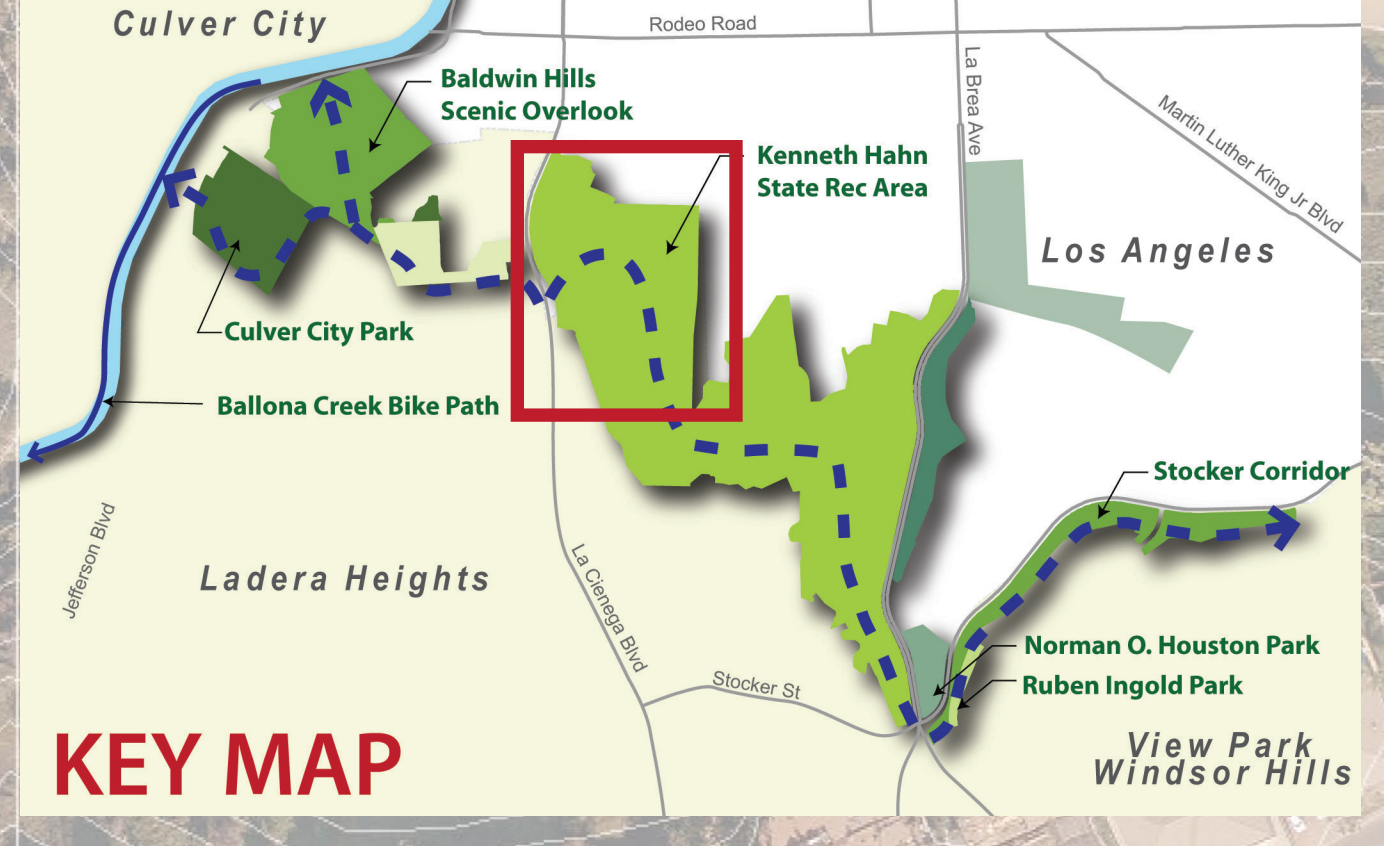 Culver City
Rodeo Road
Baldwin Hills
Scenic Overlook
La Brea Ave
Martin Luther King Jr Blvd
Kenneth Hahn
State Rec Area
Los Angeles
Culver City Park
Ballona Creek Bike Path
Stocker Corridor
Jefferson Blvd
Ladera Heights
La Cienega Blvd
Stocker St
Norman O. Houston Park
Ruben Ingold Park
View Park
Windsor Hills
KEY MAP